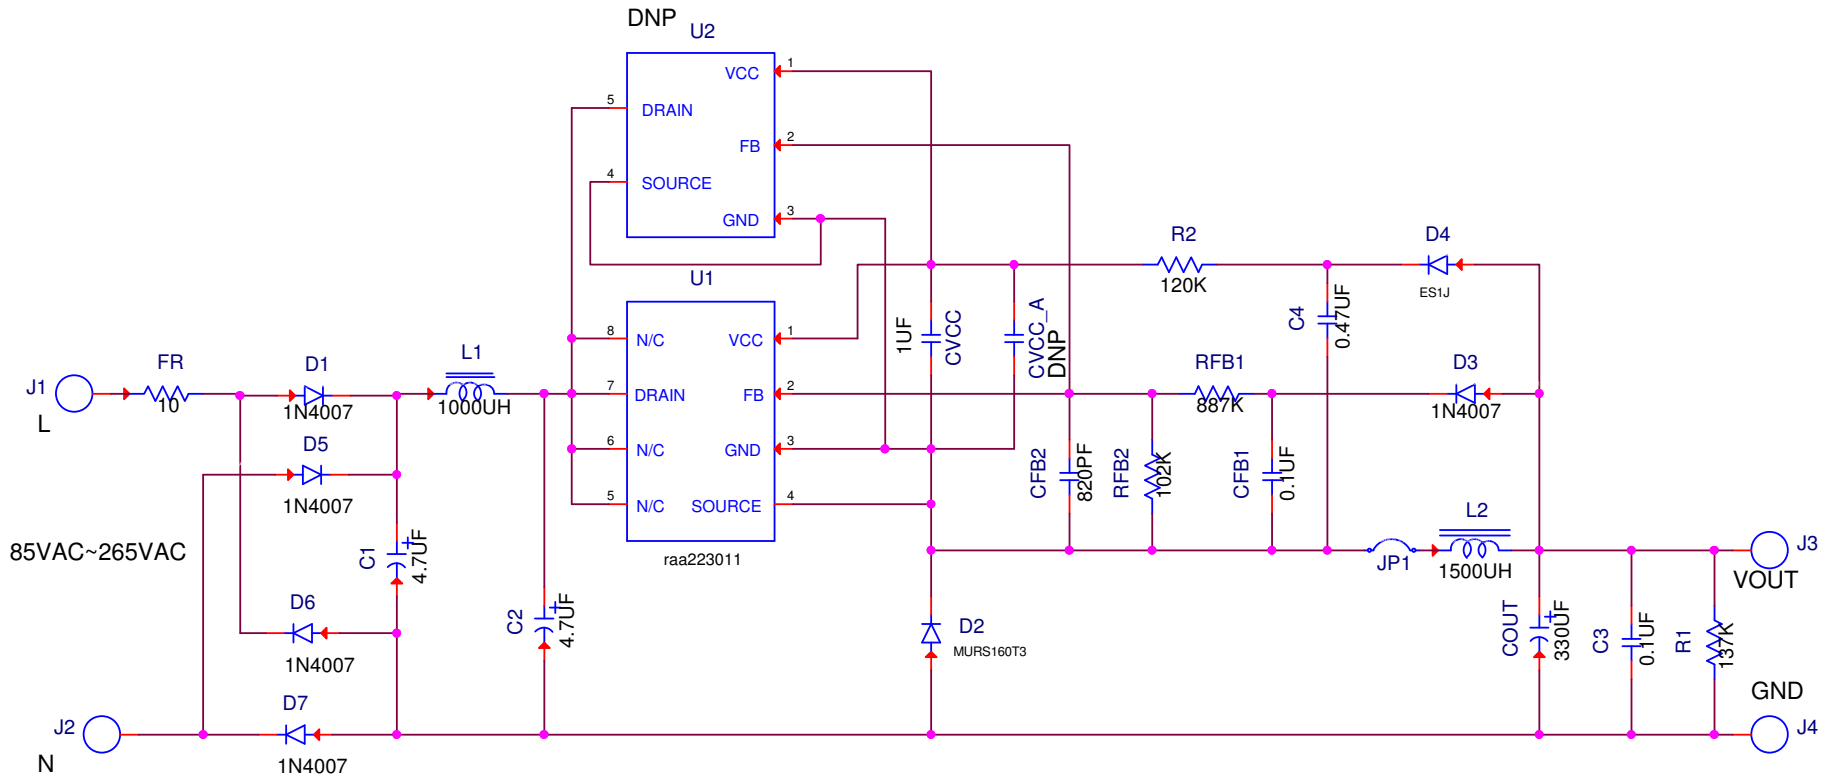 DNP
U2
VCC
1
5
DRAIN
FB
2
4
SOURCE
GND
3
U1
8
N/C
VCC
1
7
DRAIN
FB
2
6
N/C
GND
3
5
N/C
SOURCE
4
raa223011
J1
L
FR
10
D1
1N4007
D5
1N4007
L1
1000UH
85VAC~265VAC
C1
4.7UF
D6
1N4007
C2
4.7UF
J2
N
D7
1N4007
1UF
CVCC
CVCC_A
DNP
R2
120K
D4
ES1J
C4
0.47UF
RFB1
887K
D3
1N4007
CFB2
820PF
RFB2
102K
CFB1
0.1UF
JP1
L2
1500UH
J3
VOUT
D2
MURS160T3
COUT
330UF
C3
0.1UF
R1
137K
GND
J4